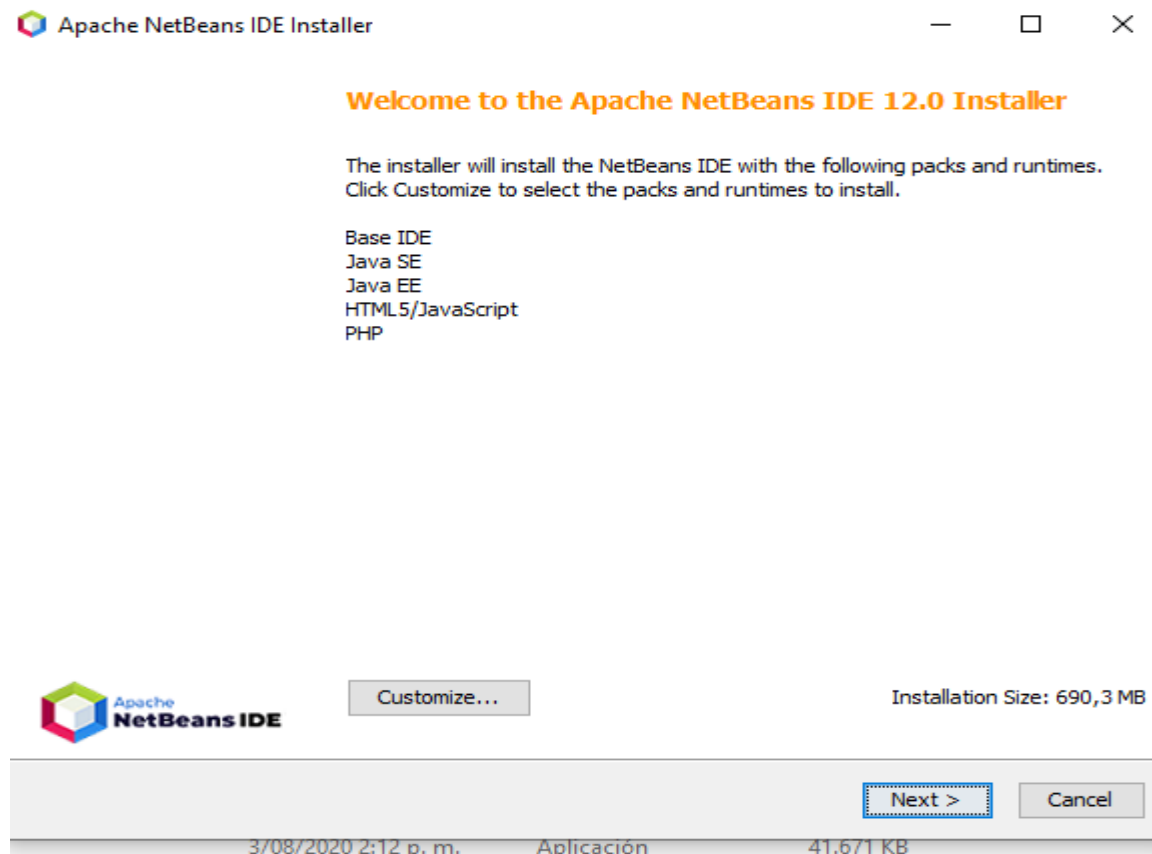 Apache NetBeans IDE Installer
Welcome to the Apache NetBeans IDE 12.0 Installer
The installer will install the NetBeans IDE with the following packs and runtimes.
Click Customize to select the packs and runtimes to install.
Base IDE
Java SE
Java EE
HTML5/JavaScript
PHP
Apache
NetBeans IDE
Customize...
Installation Size: 690,3 MB
Next >
Cancel
3/08/2020 2:12 p. m. Aplicación 41.671 KB